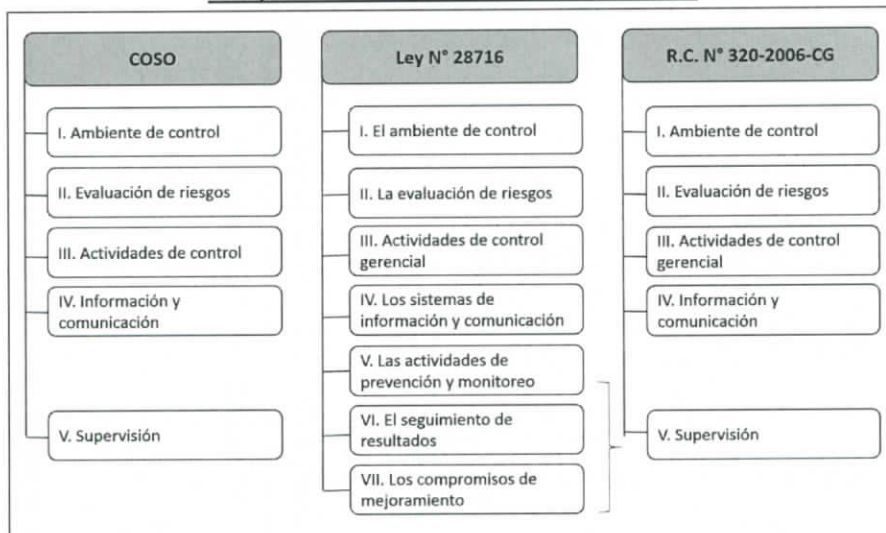 COSO
I. Ambiente de control
II. Evaluación de riesgos
III. Actividades de control
IV. Información y
comunicación
V. Supervisión
Ley N° 28716
I. El ambiente de control
II. La evaluación de riesgos
III. Actividades de control
gerencial
IV. Los sistemas de
información y comunicación
V. Las actividades de
prevención y monitoreo
VI. El seguimiento de
resultados
VII. Los compromisos de
mejoramiento
R.C. N° 320-2006-CG
I. Ambiente de control
II. Evaluación de riesgos
III. Actividades de control
gerencial
IV. Información y
comunicación
V. Supervisión